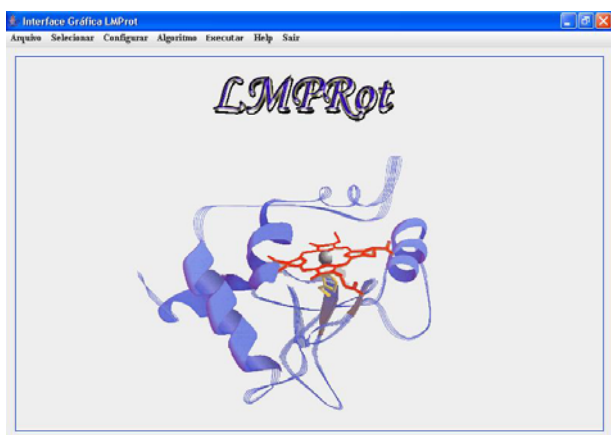 Interface Gráfica LMProt
Arquivo Selecionar Configurar Algoritmo Executar Help Sair
LMPRot